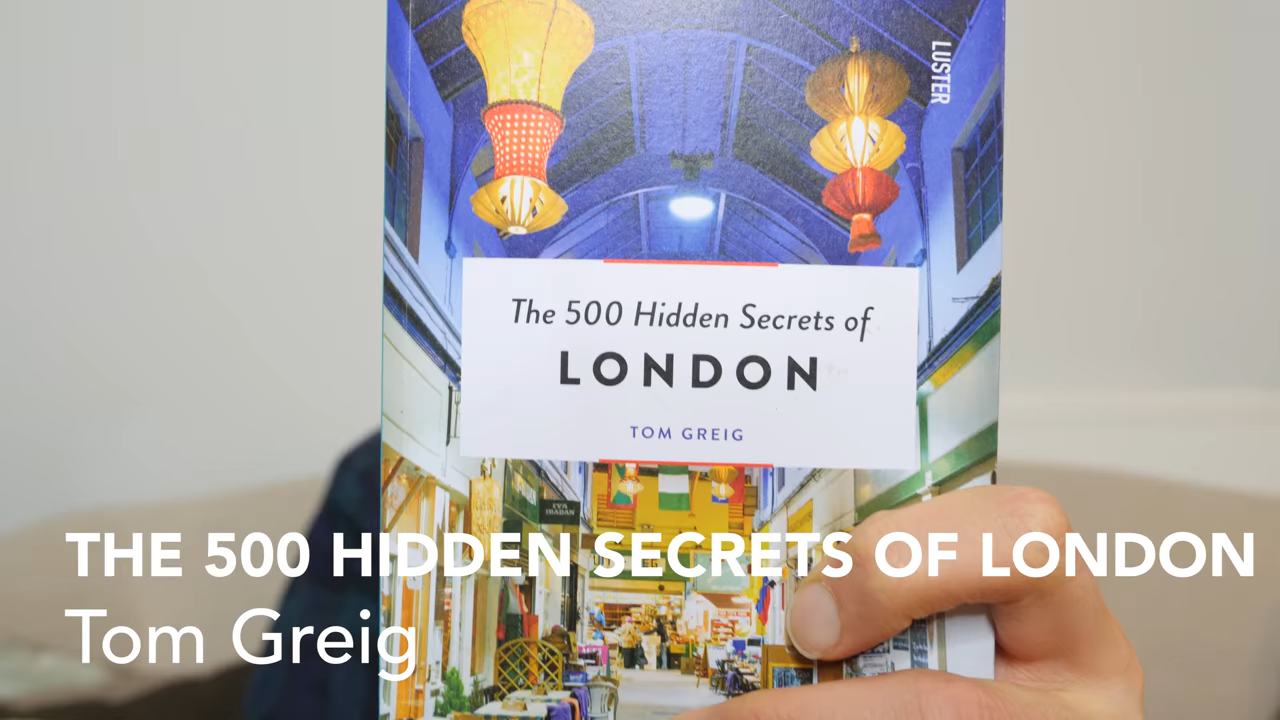 LUSTER
The 500 Hidden Secrets of
LONDON
TOM GREIG
THE 500 HIDDEN SECRETS OF LONDON
Tom Greig